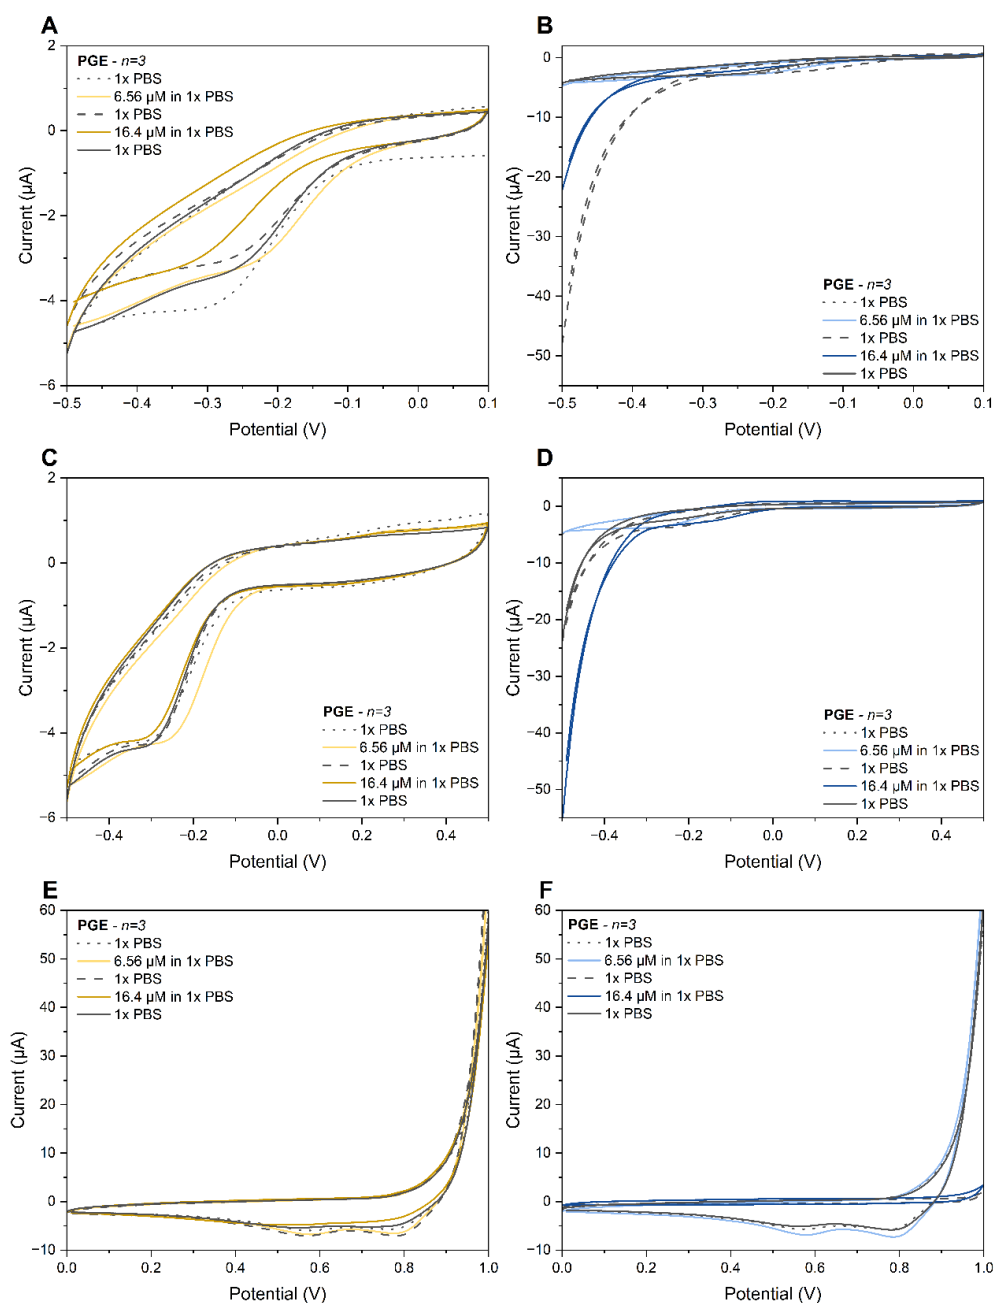 A
PGE - n=3
1x PBS
6.56 µM in 1x PBS
1x PBS
16.4 µM in 1x PBS
1x PBS
2
0
−2
−4
−6
Current (µA)
−0.5 −0.4 −0.3 −0.2 −0.1 0.0 0.1
Potential (V)
B
PGE - n=3
1x PBS
6.56 µM in 1x PBS
1x PBS
16.4 µM in 1x PBS
1x PBS
0
−10
−20
−30
−40
−50
Current (µA)
−0.5 −0.4 −0.3 −0.2 −0.1 0.0 0.1
Potential (V)
C
PGE - n=3
1x PBS
6.56 µM in 1x PBS
1x PBS
16.4 µM in 1x PBS
1x PBS
2
0
−2
−4
−6
Current (µA)
−0.4 −0.2 0.0 0.2 0.4
Potential (V)
D
PGE - n=3
1x PBS
6.56 µM in 1x PBS
1x PBS
16.4 µM in 1x PBS
1x PBS
0
−10
−20
−30
−40
−50
Current (µA)
−0.4 −0.2 0.0 0.2 0.4
Potential (V)
E
PGE - n=3
1x PBS
6.56 µM in 1x PBS
1x PBS
16.4 µM in 1x PBS
1x PBS
60
50
40
30
20
10
0
−10
Current (µA)
0.0 0.2 0.4 0.6 0.8 1.0
Potential (V)
F
PGE - n=3
1x PBS
6.56 µM in 1x PBS
1x PBS
16.4 µM in 1x PBS
1x PBS
60
50
40
30
20
10
0
−10
Current (µA)
0.0 0.2 0.4 0.6 0.8 1.0
Potential (V)